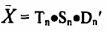 X̄ = Tₙ•Sₙ•Dₙ′